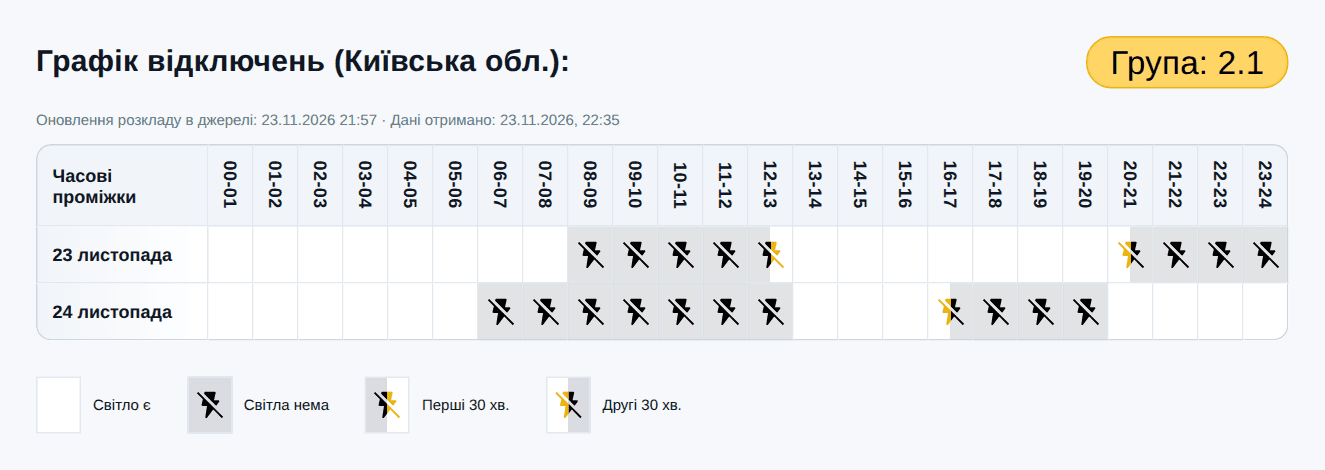 Графік відключень (Київська обл.):
Група: 2.1
Оновлення розкладу в джерелі: 23.11.2026 21:57 · Дані отримано: 23.11.2026, 22:35
Часові
проміжки
00-01 01-02 02-03 03-04 04-05 05-06 06-07 07-08 08-09 09-10 10-11 11-12 12-13 13-14 14-15 15-16 16-17 17-18 18-19 19-20 20-21 21-22 22-23 23-24
23 листопада
24 листопада
Світло є Світла нема Перші 30 хв. Другі 30 хв.